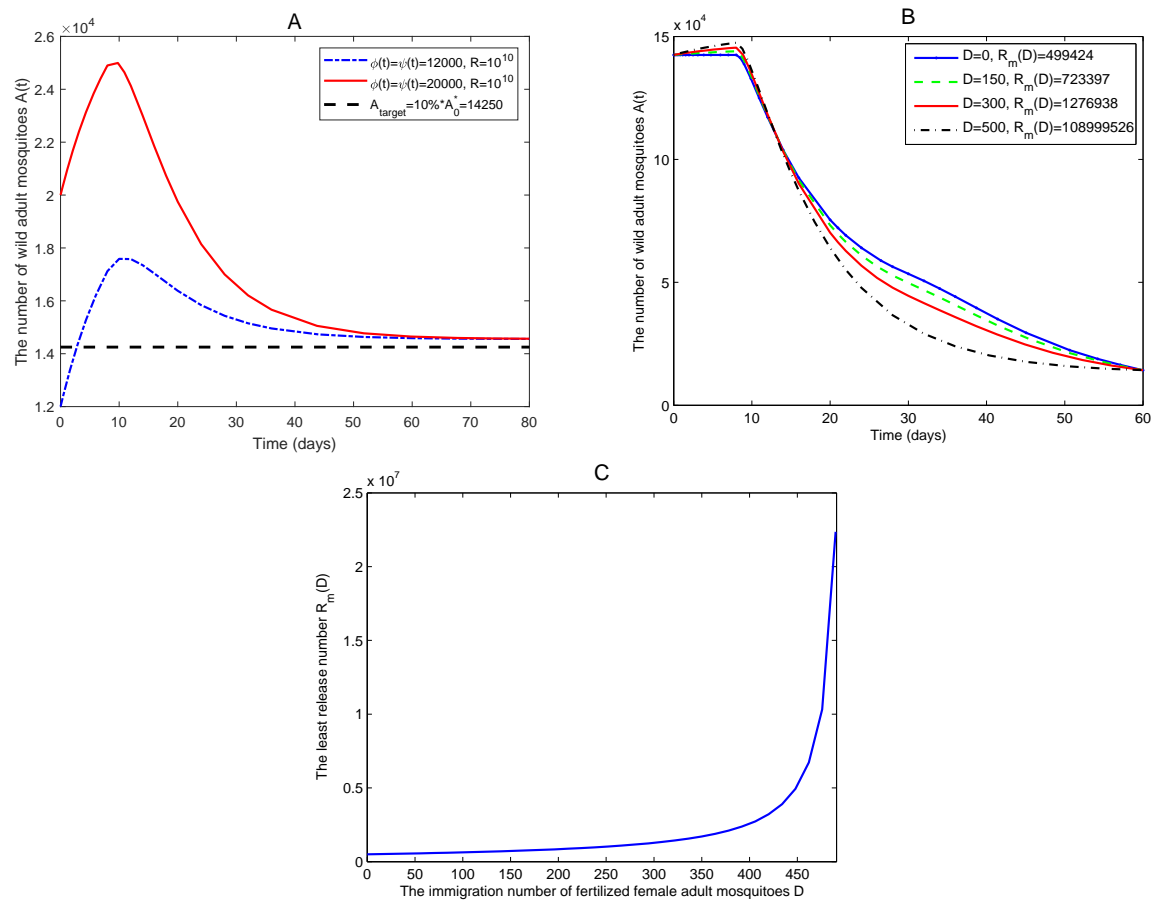 A
×10^4
2.6
2.4
2.2
2
1.8
1.6
1.4
1.2
0 10 20 30 40 50 60 70 80
Time (days)
The number of wild adult mosquitoes A(t)
ϕ(t)=ψ(t)=12000, R=10^10
ϕ(t)=ψ(t)=20000, R=10^10
A_target=10%*A_0^*=14250
B
x 10^4
15
10
5
0
0 10 20 30 40 50 60
Time (days)
The number of wild adult mosquitoes A(t)
D=0, R_m(D)=499424
D=150, R_m(D)=723397
D=300, R_m(D)=1276938
D=500, R_m(D)=108999526
C
x 10^7
2.5
2
1.5
1
0.5
0
0 50 100 150 200 250 300 350 400 450
The immigration number of fertilized female adult mosquitoes D
The least release number R_m(D)